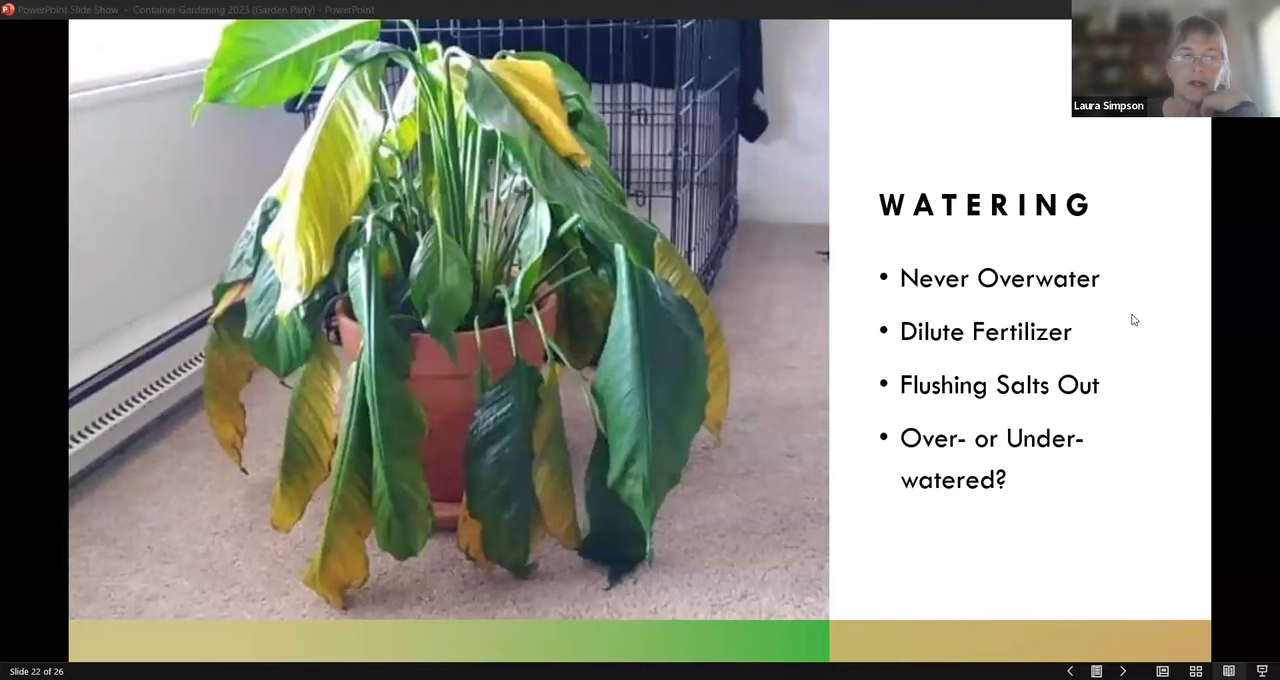 PowerPoint Slide Show - Container Gardening 2023 (Garden Party) - PowerPoint
Laura Simpson
WATERING
• Never Overwater
• Dilute Fertilizer
• Flushing Salts Out
• Over- or Under-
watered?
Slide 22 of 26